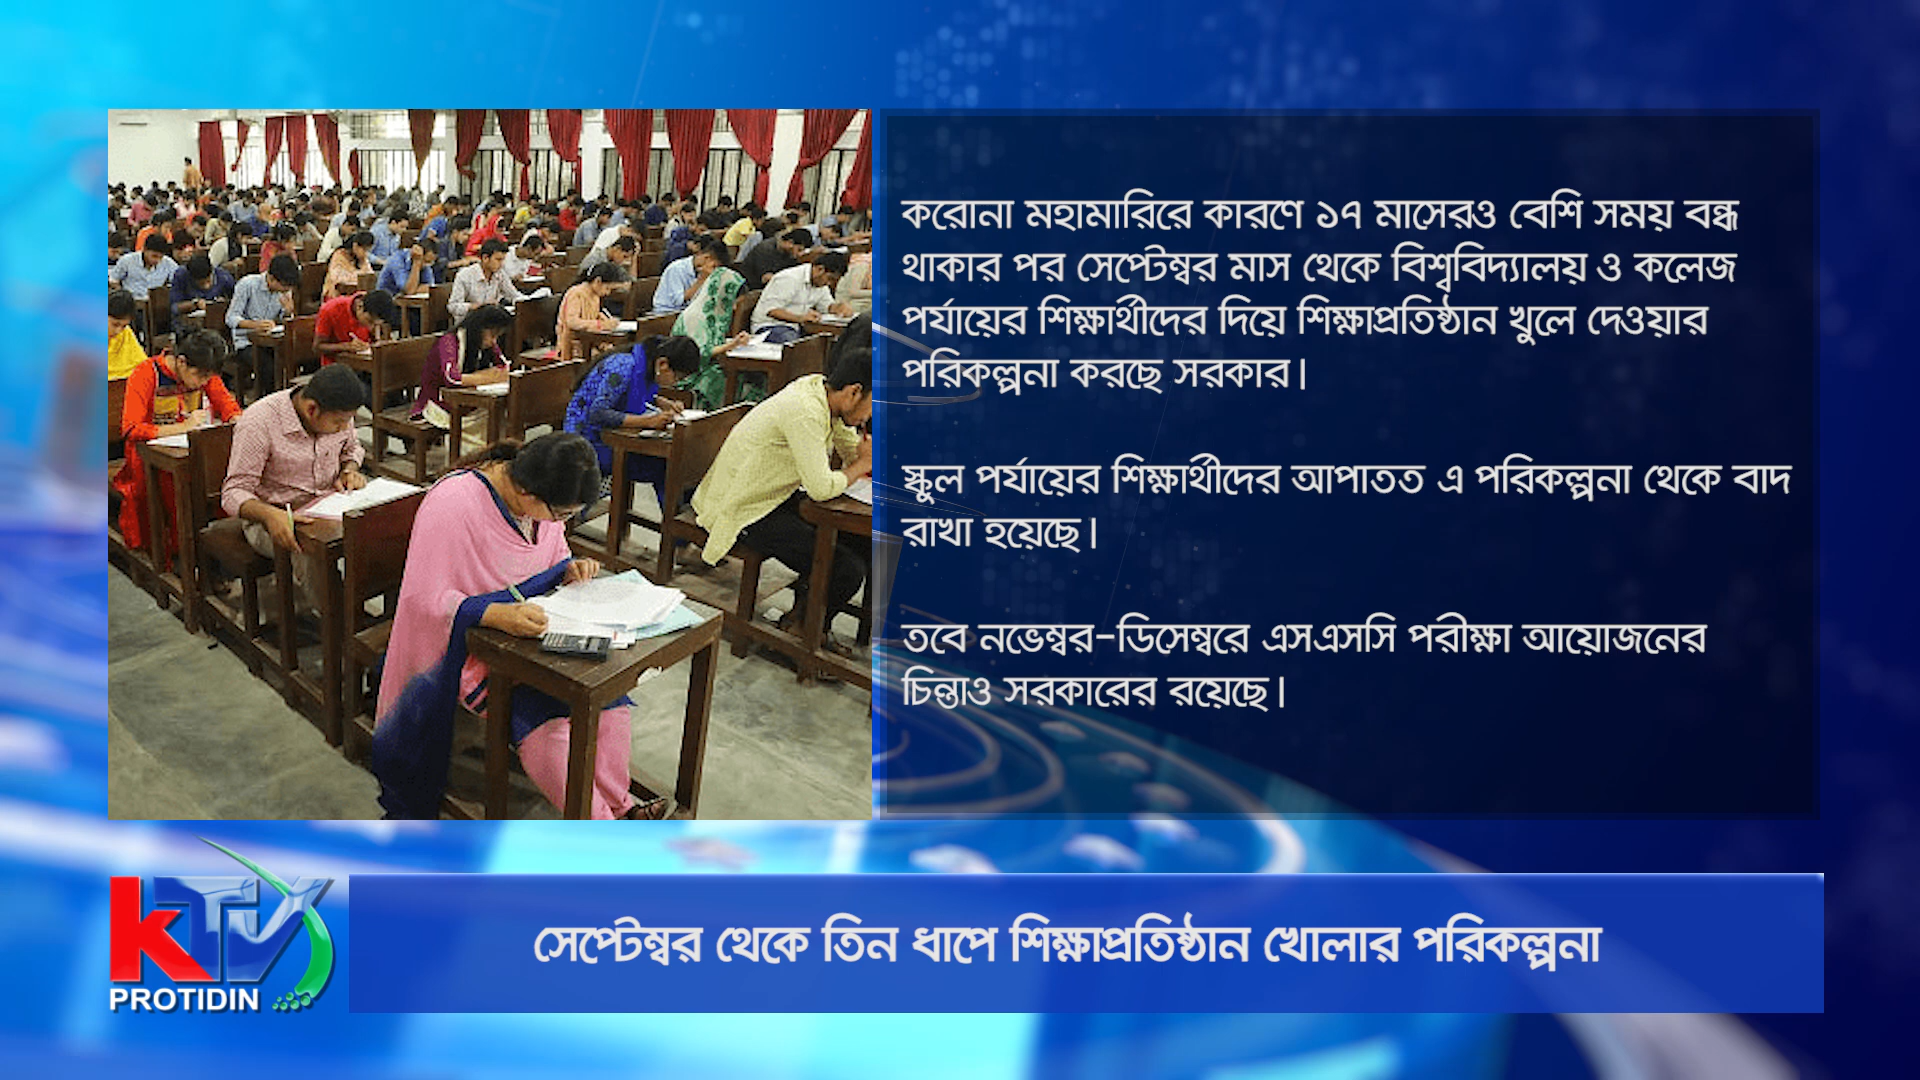 করোনা মহামারিরে কারণে ১৭ মাসেরও বেশি সময় বন্ধ
থাকার পর সেপ্টেম্বর মাস থেকে বিশ্ববিদ্যালয় ও কলেজ
পর্যায়ের শিক্ষার্থীদের দিয়ে শিক্ষাপ্রতিষ্ঠান খুলে দেওয়ার
পরিকল্পনা করছে সরকার।
স্কুল পর্যায়ের শিক্ষার্থীদের আপাতত এ পরিকল্পনা থেকে বাদ
রাখা হয়েছে।
তবে নভেম্বর-ডিসেম্বরে এসএসসি পরীক্ষা আয়োজনের
চিন্তাও সরকারের রয়েছে।
KTV
PROTIDIN
সেপ্টেম্বর থেকে তিন ধাপে শিক্ষাপ্রতিষ্ঠান খোলার পরিকল্পনা